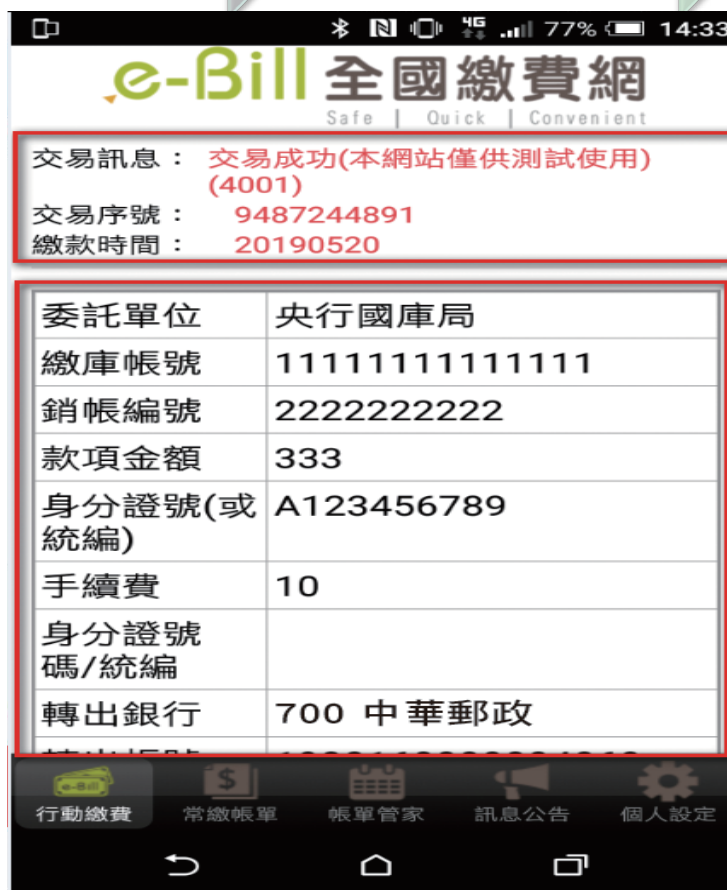 4G 77% 14:33
e-Bill 全國繳費網
Safe | Quick | Convenient
交易訊息： 交易成功(本網站僅供測試使用)
(4001)
交易序號： 9487244891
繳款時間： 20190520
委託單位 央行國庫局
繳庫帳號 11111111111111
銷帳編號 2222222222
款項金額 333
身分證號(或 A123456789
統編)
手續費 10
身分證號
碼/統編
轉出銀行 700 中華郵政
e-Bill
行動繳費 常繳帳單 帳單管家 訊息公告 個人設定